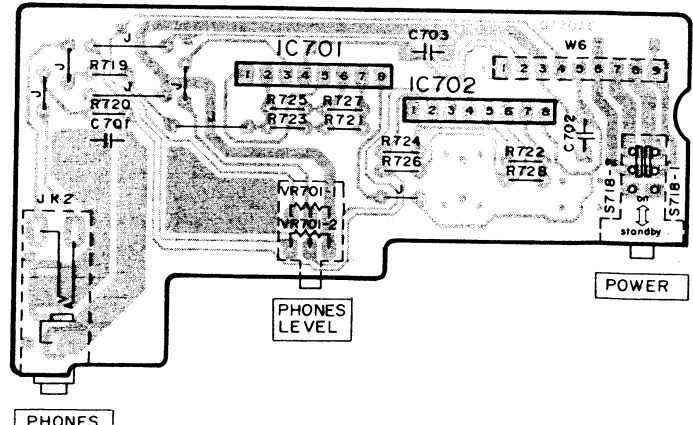 IC701
C703
W6
J
R719
1 2 3 4 5 6 7 8
1 2 3 4 5 6 7 8 9
IC702
J
J
J
R725 R727
1 2 3 4 5 6 7 8
R720
R723 R721
C701
J
C702
R724
R722
R726
R728
S718-2
S718-1
VR701-1
J
JK2
on
VR701-2
standby
POWER
PHONES
LEVEL
PHONES